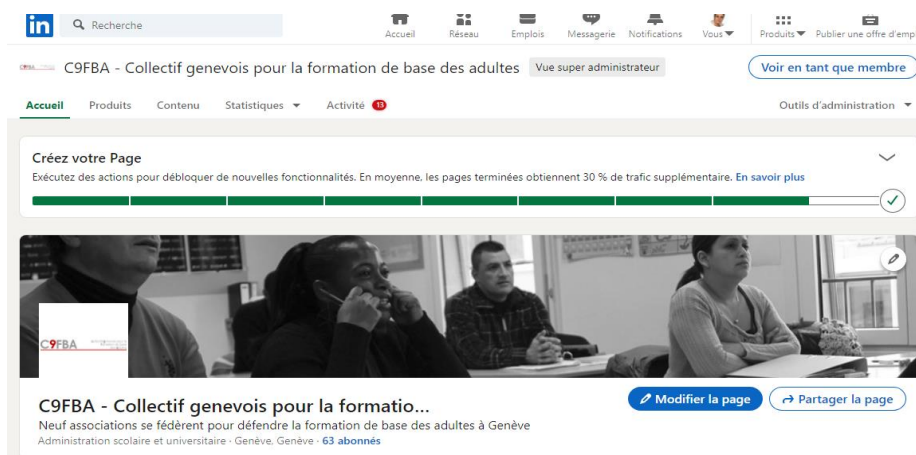 in Recherche
Accueil Réseau Emplois Messagerie Notifications Vous Produits Publier une offre d'emp
C9FBA - Collectif genevois pour la formation de base des adultes Vue super administrateur Voir en tant que membre
Accueil Produits Contenu Statistiques Activité 13 Outils d'administration
Créez votre Page
Exécutez des actions pour débloquer de nouvelles fonctionnalités. En moyenne, les pages terminées obtiennent 30 % de trafic supplémentaire. En savoir plus
C9FBA
C9FBA - Collectif genevois pour la formatio...
Modifier la page Partager la page
Neuf associations se fédèrent pour défendre la formation de base des adultes à Genève
Administration scolaire et universitaire · Genève, Genève · 63 abonnés